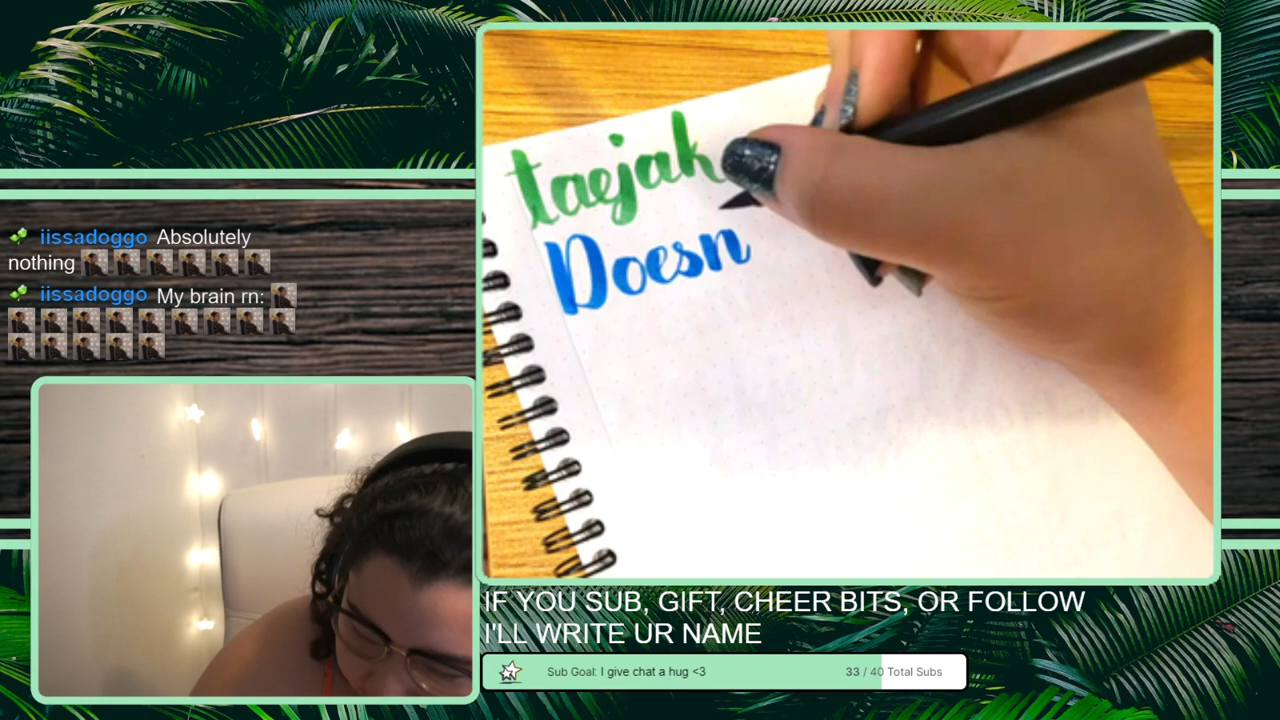 iissadoggo Absolutely
nothing
iissadoggo My brain rn:
taejak
Doesn
IF YOU SUB, GIFT, CHEER BITS, OR FOLLOW
I'LL WRITE UR NAME
Sub Goal: I give chat a hug <3 33 / 40 Total Subs